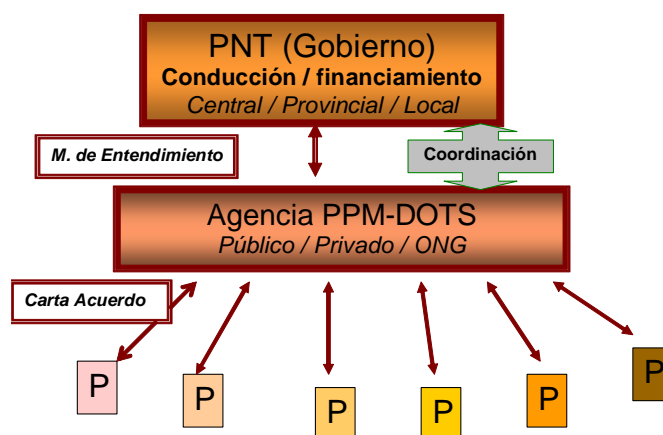 PNT (Gobierno)
Conducción / financiamiento
Central / Provincial / Local
M. de Entendimiento
Coordinación
Agencia PPM-DOTS
Público / Privado / ONG
Carta Acuerdo
P
P
P
P
P
P